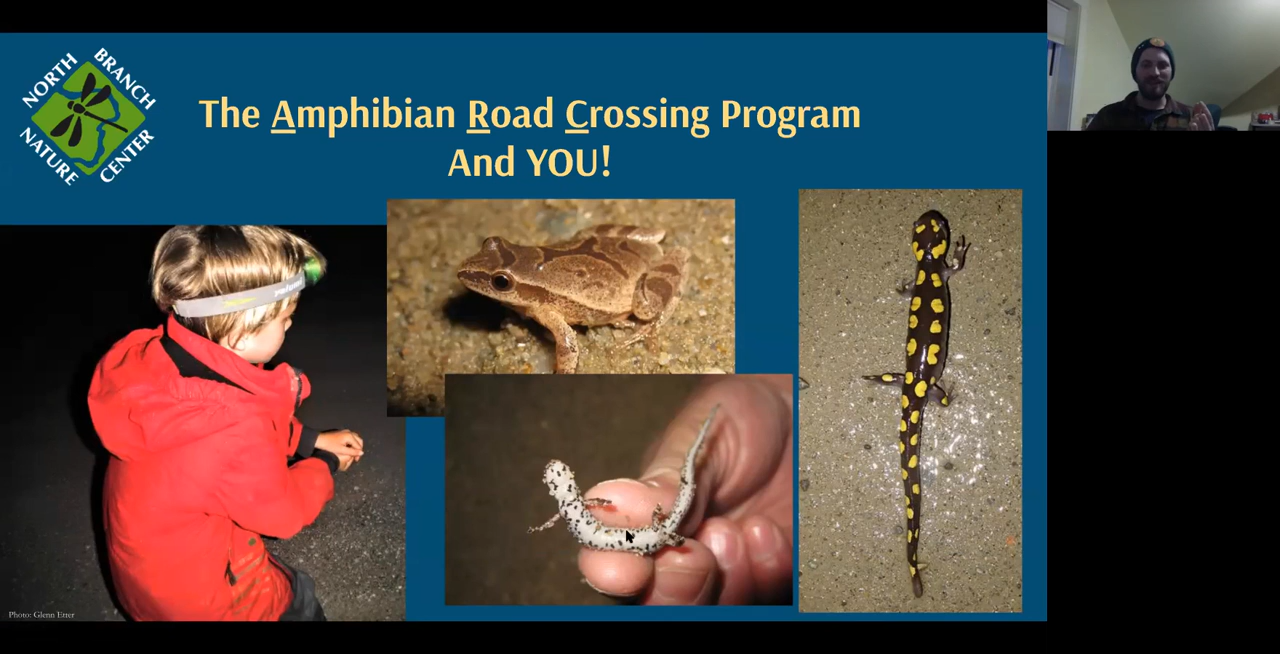 NORTH BRANCH
NATURE CENTER
The Amphibian Road Crossing Program
And YOU!
Photo: Glenn Etter